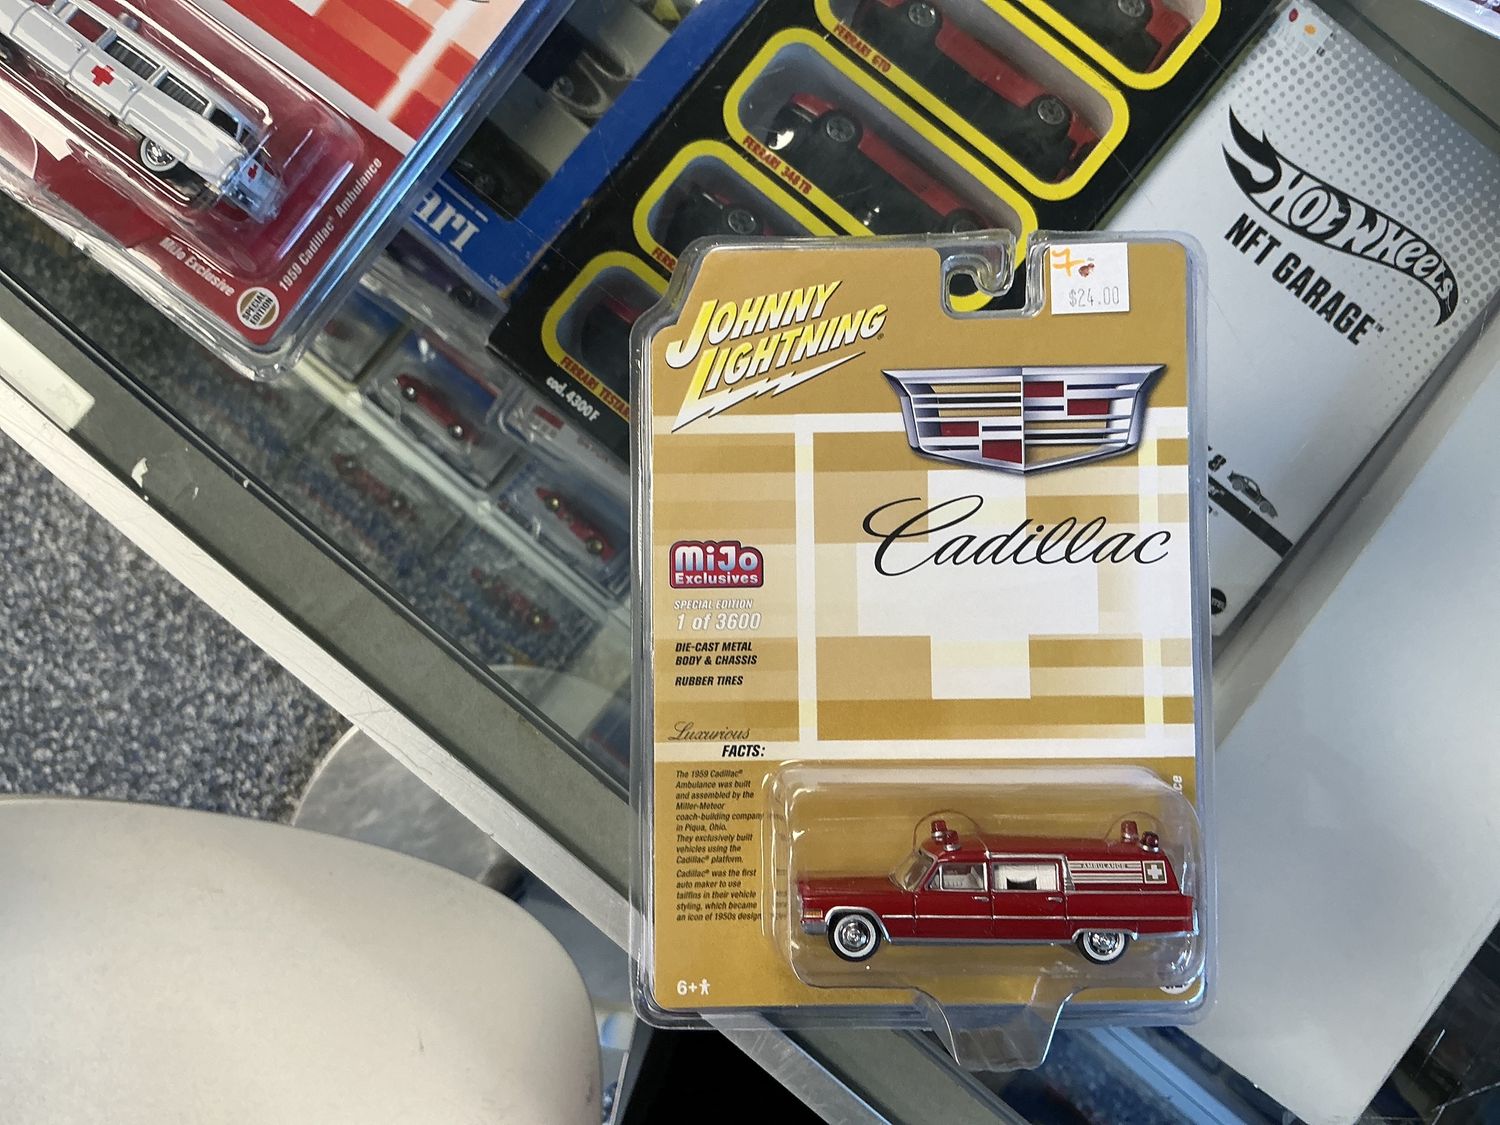 1959 Cadillac® Ambulance
MiJo Exclusive
SPECIAL
EDITION
FERRARI GTO
FERRARI 348 TB
cod. 4300F
HOT WHEELS
NFT GARAGE™
7.-
$24.00
JOHNNY
LIGHTNING®
Cadillac
MiJo
Exclusives
SPECIAL EDITION
1 of 3600
DIE-CAST METAL
BODY & CHASSIS
RUBBER TIRES
Luxurious
FACTS:
The 1959 Cadillac®
Ambulance was built
and assembled by the
Miller-Meteor
coach-building company
in Piqua, Ohio.
They exclusively built
vehicles using the
Cadillac® platform.
Cadillac® was the first
auto maker to use
tailfins in their vehicle
styling, which became
an icon of 1950s design
AMBULANCE
6+